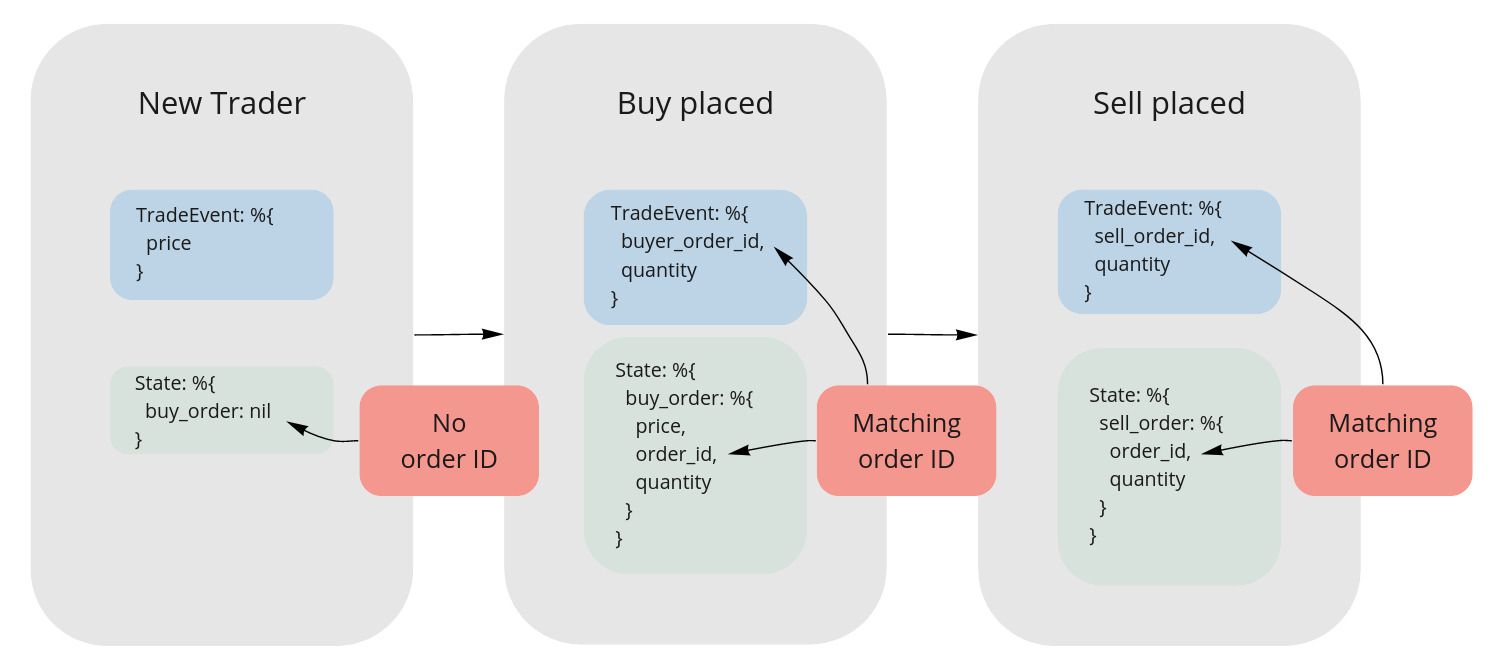 New Trader
TradeEvent: %{
price
}
State: %{
buy_order: nil
}
No
order ID
Buy placed
TradeEvent: %{
buyer_order_id,
quantity
}
State: %{
buy_order: %{
price,
order_id,
quantity
}
}
Matching
order ID
Sell placed
TradeEvent: %{
sell_order_id,
quantity
}
State: %{
sell_order: %{
order_id,
quantity
}
}
Matching
order ID